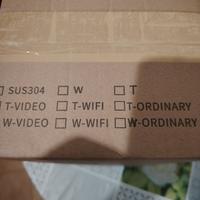 ☐ SUS304 ☐ W ☐ T
☐ T-VIDEO ☐ T-WIFI ☐ T-ORDINARY
☐ W-VIDEO ☐ W-WIFI ☐ W-ORDINARY